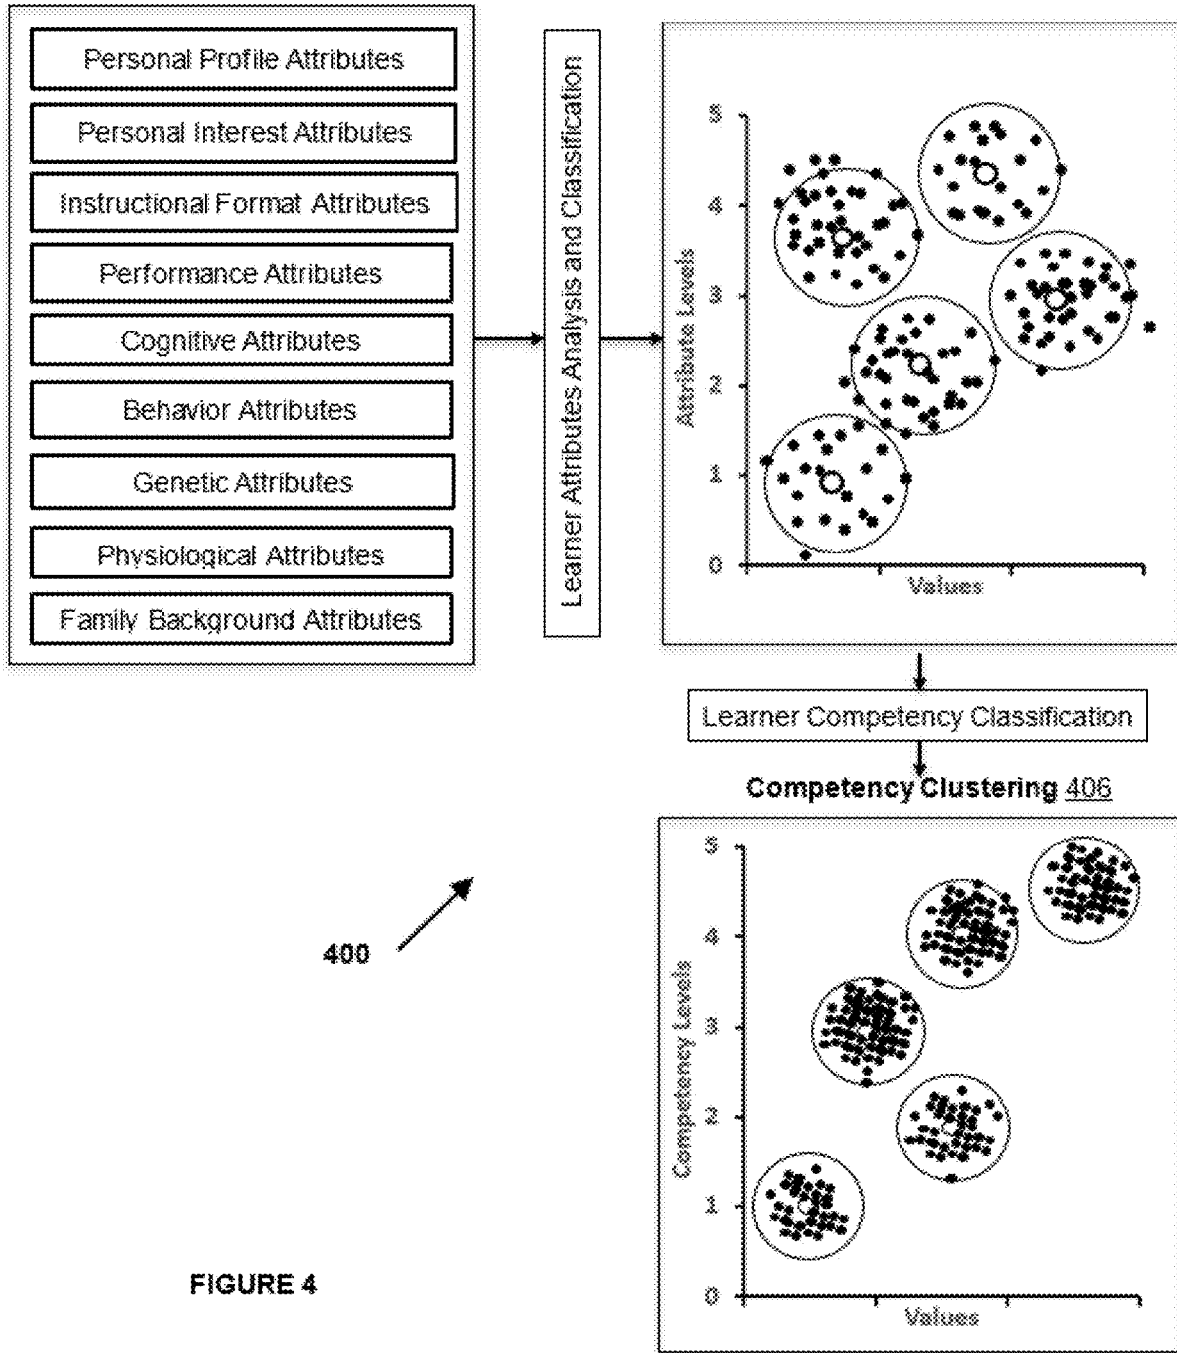 Personal Profile Attributes
Personal Interest Attributes
Instructional Format Attributes
Performance Attributes
Cognitive Attributes
Behavior Attributes
Genetic Attributes
Physiological Attributes
Family Background Attributes
Learner Attributes Analysis and Classification
Attribute Levels
5
4
3
2
1
0
Values
Learner Competency Classification
Competency Clustering 406
Competency Levels
5
4
3
2
1
0
Values
400
FIGURE 4